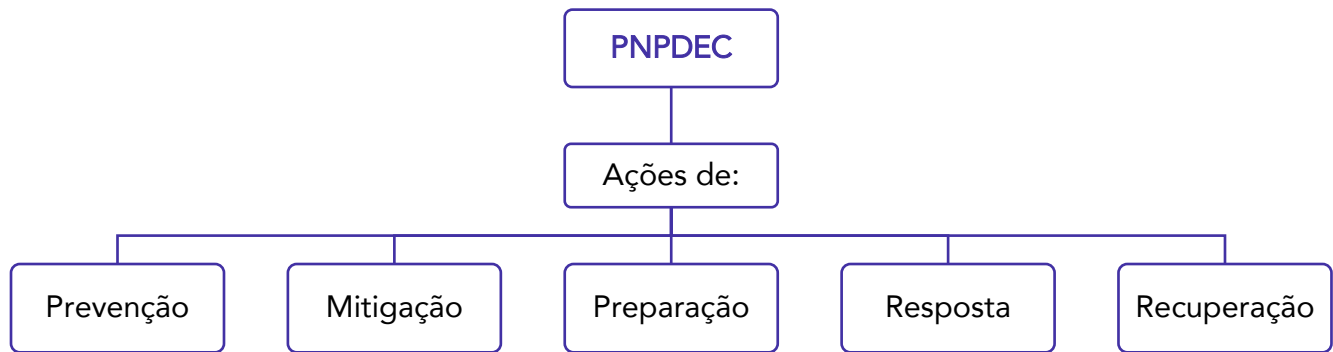 PNPDEC
Ações de:
Prevenção
Mitigação
Preparação
Resposta
Recuperação